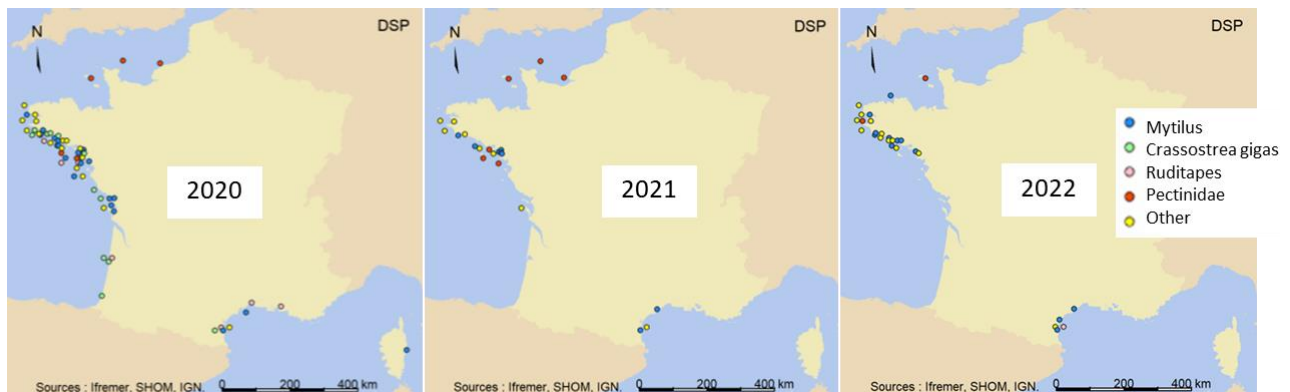 N
DSP
2020
Sources : Ifremer, SHOM, IGN.
0 200 400 km
N
DSP
2021
Sources : Ifremer, SHOM, IGN.
0 200 400 km
N
DSP
2022
Mytilus
Crassostrea gigas
Ruditapes
Pectinidae
Other
Sources : Ifremer, SHOM, IGN.
0 200 400 km